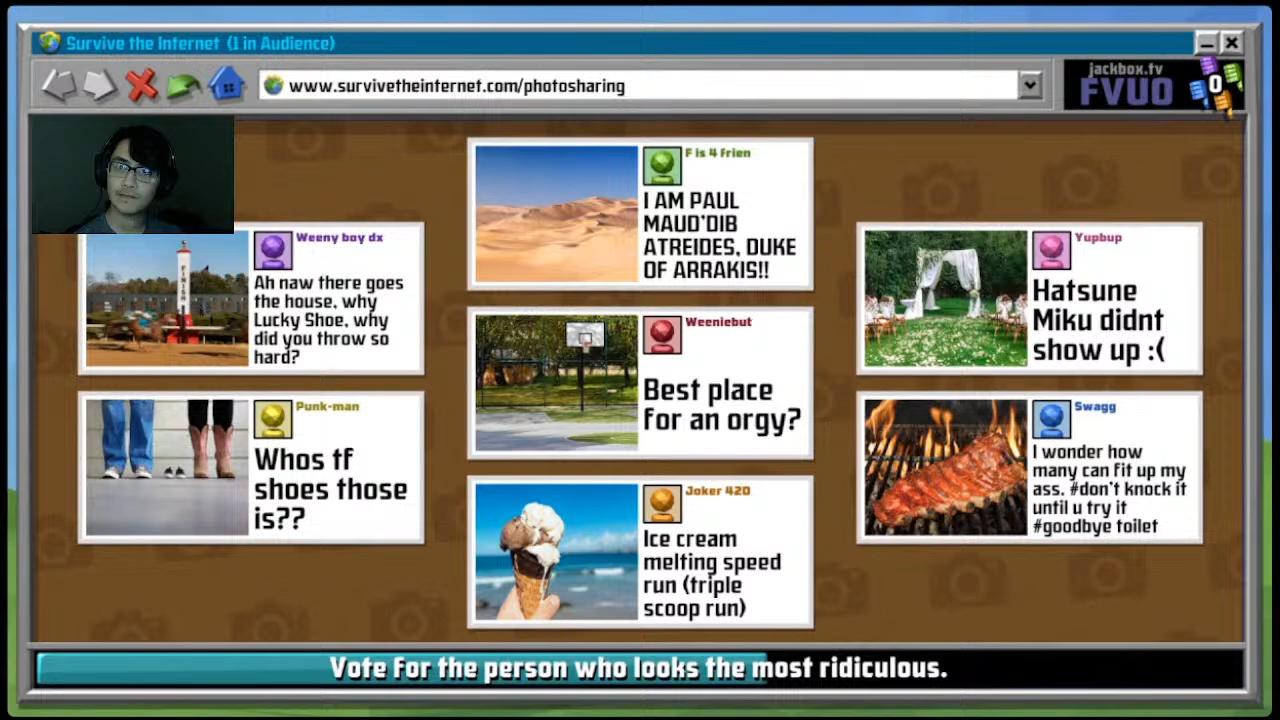 Survive the Internet (1 in Audience)
www.survivetheinternet.com/photosharing
jackbox.tv
FVUO
0
F is 4 frien
I AM PAUL
MAUD'DIB
ATREIDES, DUKE
OF ARRAKIS!!
Weeny boy dx
Ah naw there goes
the house, why
Lucky Shoe, why
did you throw so
hard?
FINISH
Yupbup
Hatsune
Miku didnt
show up :(
Weeniebut
Best place
for an orgy?
Punk-man
Whos tf
shoes those
is??
Swagg
I wonder how
many can fit up my
ass. #don't knock it
until u try it
#goodbye toilet
Joker 420
Ice cream
melting speed
run (triple
scoop run)
Vote for the person who looks the most ridiculous.